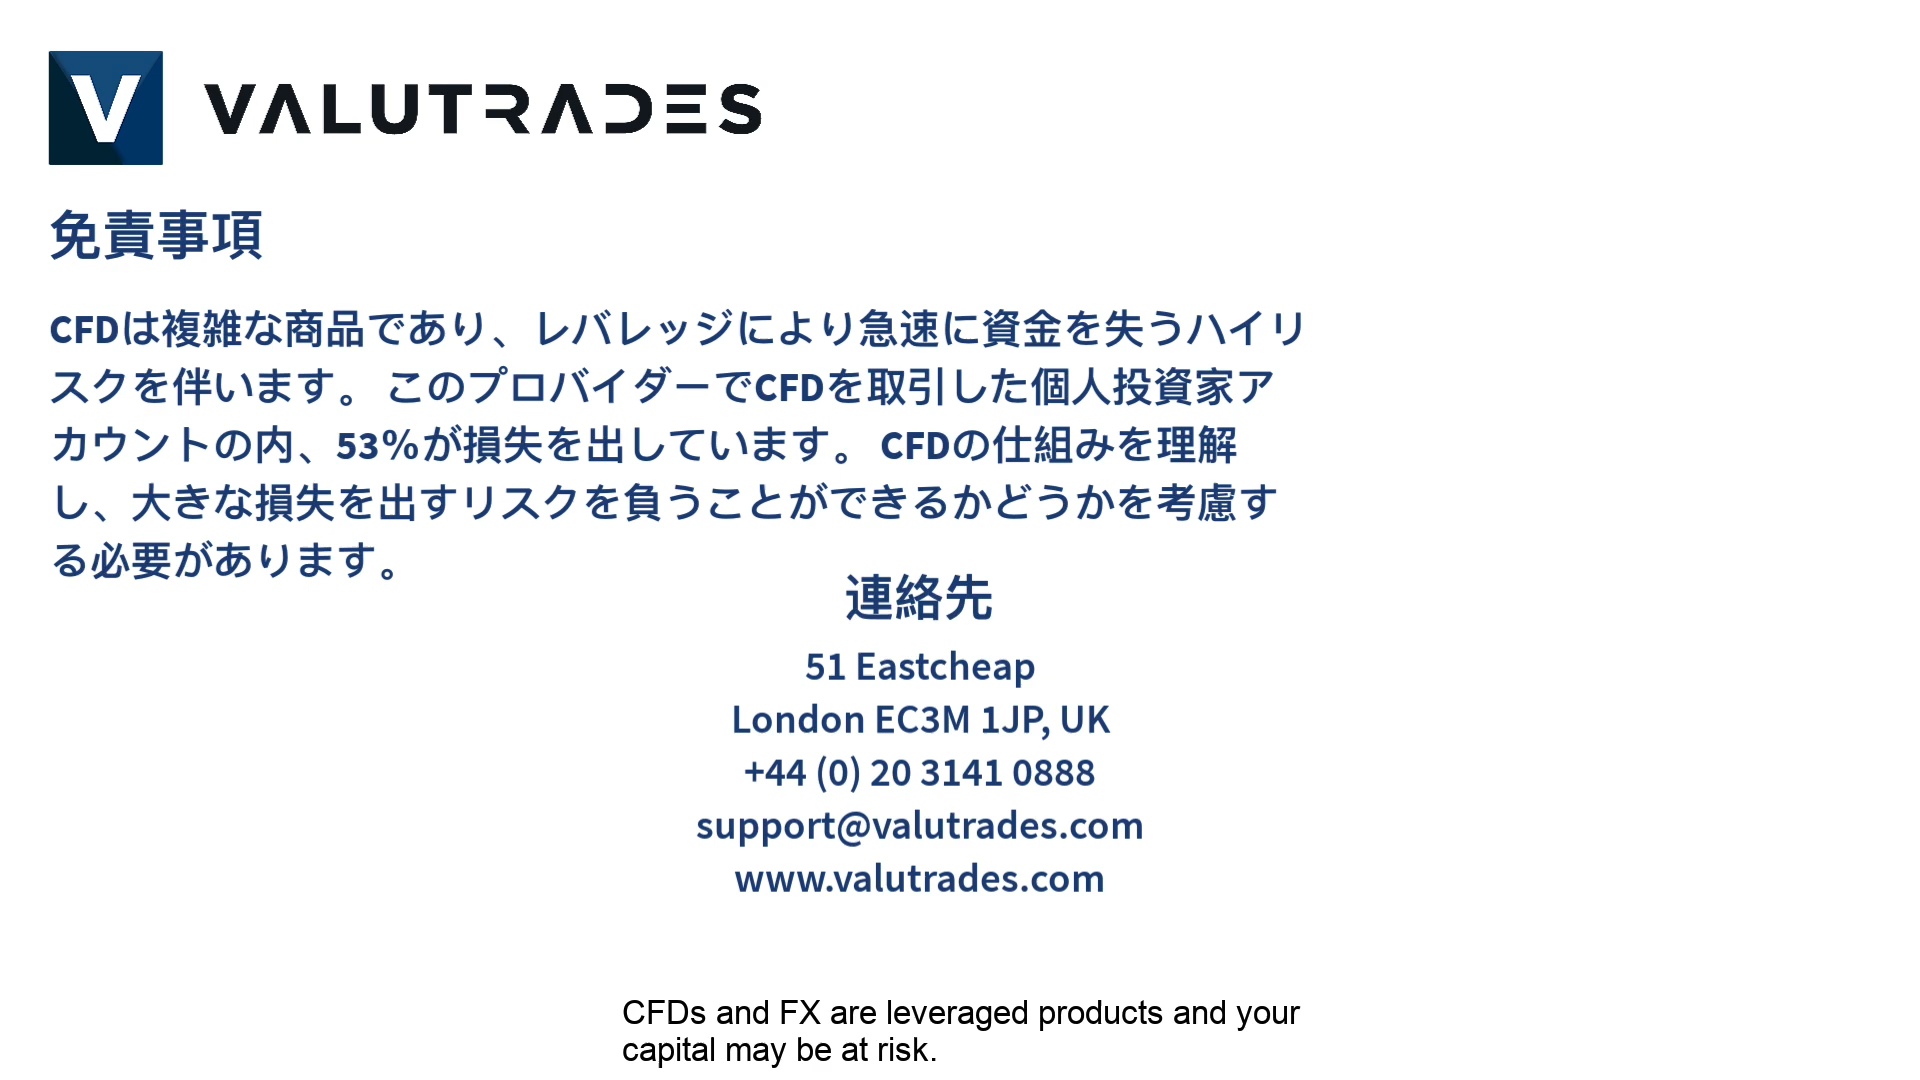 V VALUTRADES
免責事項
CFDは複雑な商品であり、レバレッジにより急速に資金を失うハイリ
スクを伴います。 このプロバイダーでCFDを取引した個人投資家ア
カウントの内、53%が損失を出しています。 CFDの仕組みを理解
し、大きな損失を出すリスクを負うことができるかどうかを考慮す
る必要があります。
連絡先
51 Eastcheap
London EC3M 1JP, UK
+44 (0) 20 3141 0888
support@valutrades.com
www.valutrades.com
CFDs and FX are leveraged products and your
capital may be at risk.